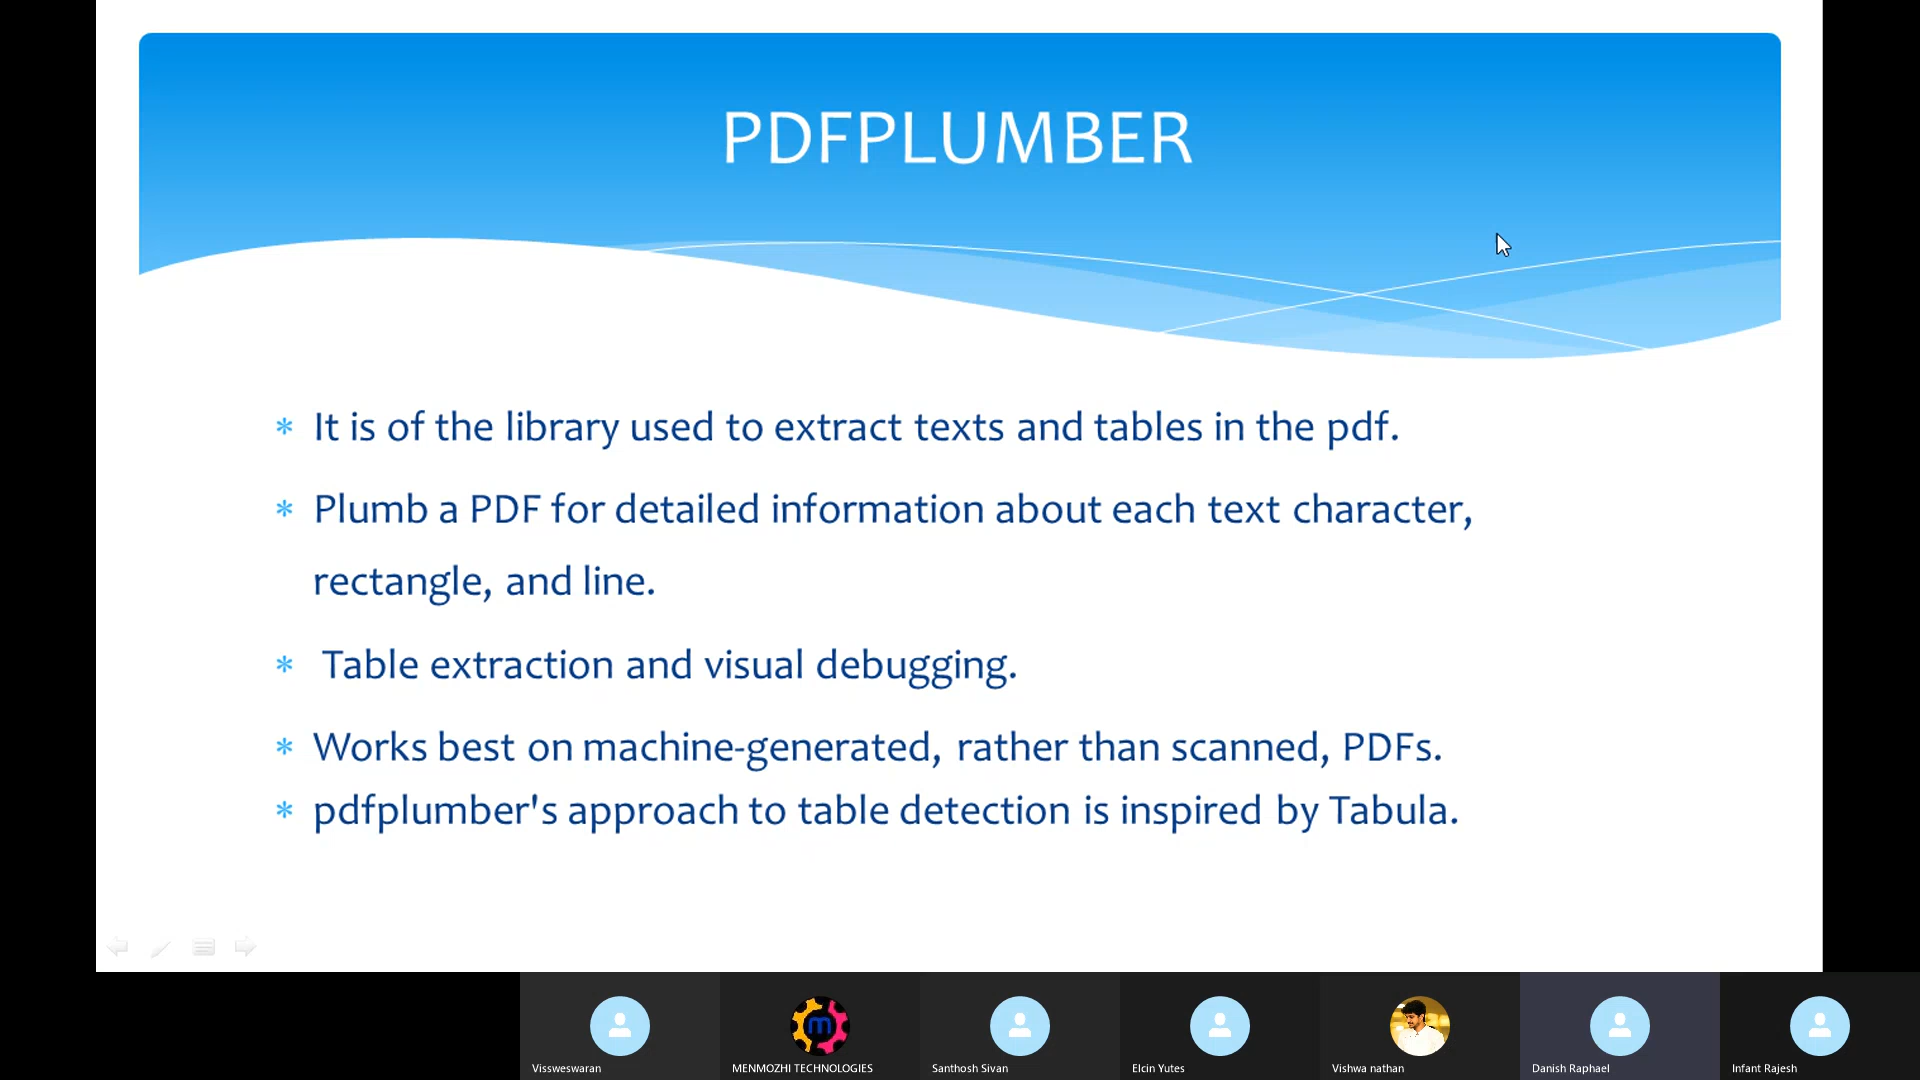 PDFPLUMBER
* It is of the library used to extract texts and tables in the pdf.
* Plumb a PDF for detailed information about each text character,
rectangle, and line.
* Table extraction and visual debugging.
* Works best on machine-generated, rather than scanned, PDFs.
* pdfplumber's approach to table detection is inspired by Tabula.
m
Vissweswaran
MENMOZHI TECHNOLOGIES
Santhosh Sivan
Elcin Yutes
Vishwa nathan
Danish Raphael
Infant Rajesh